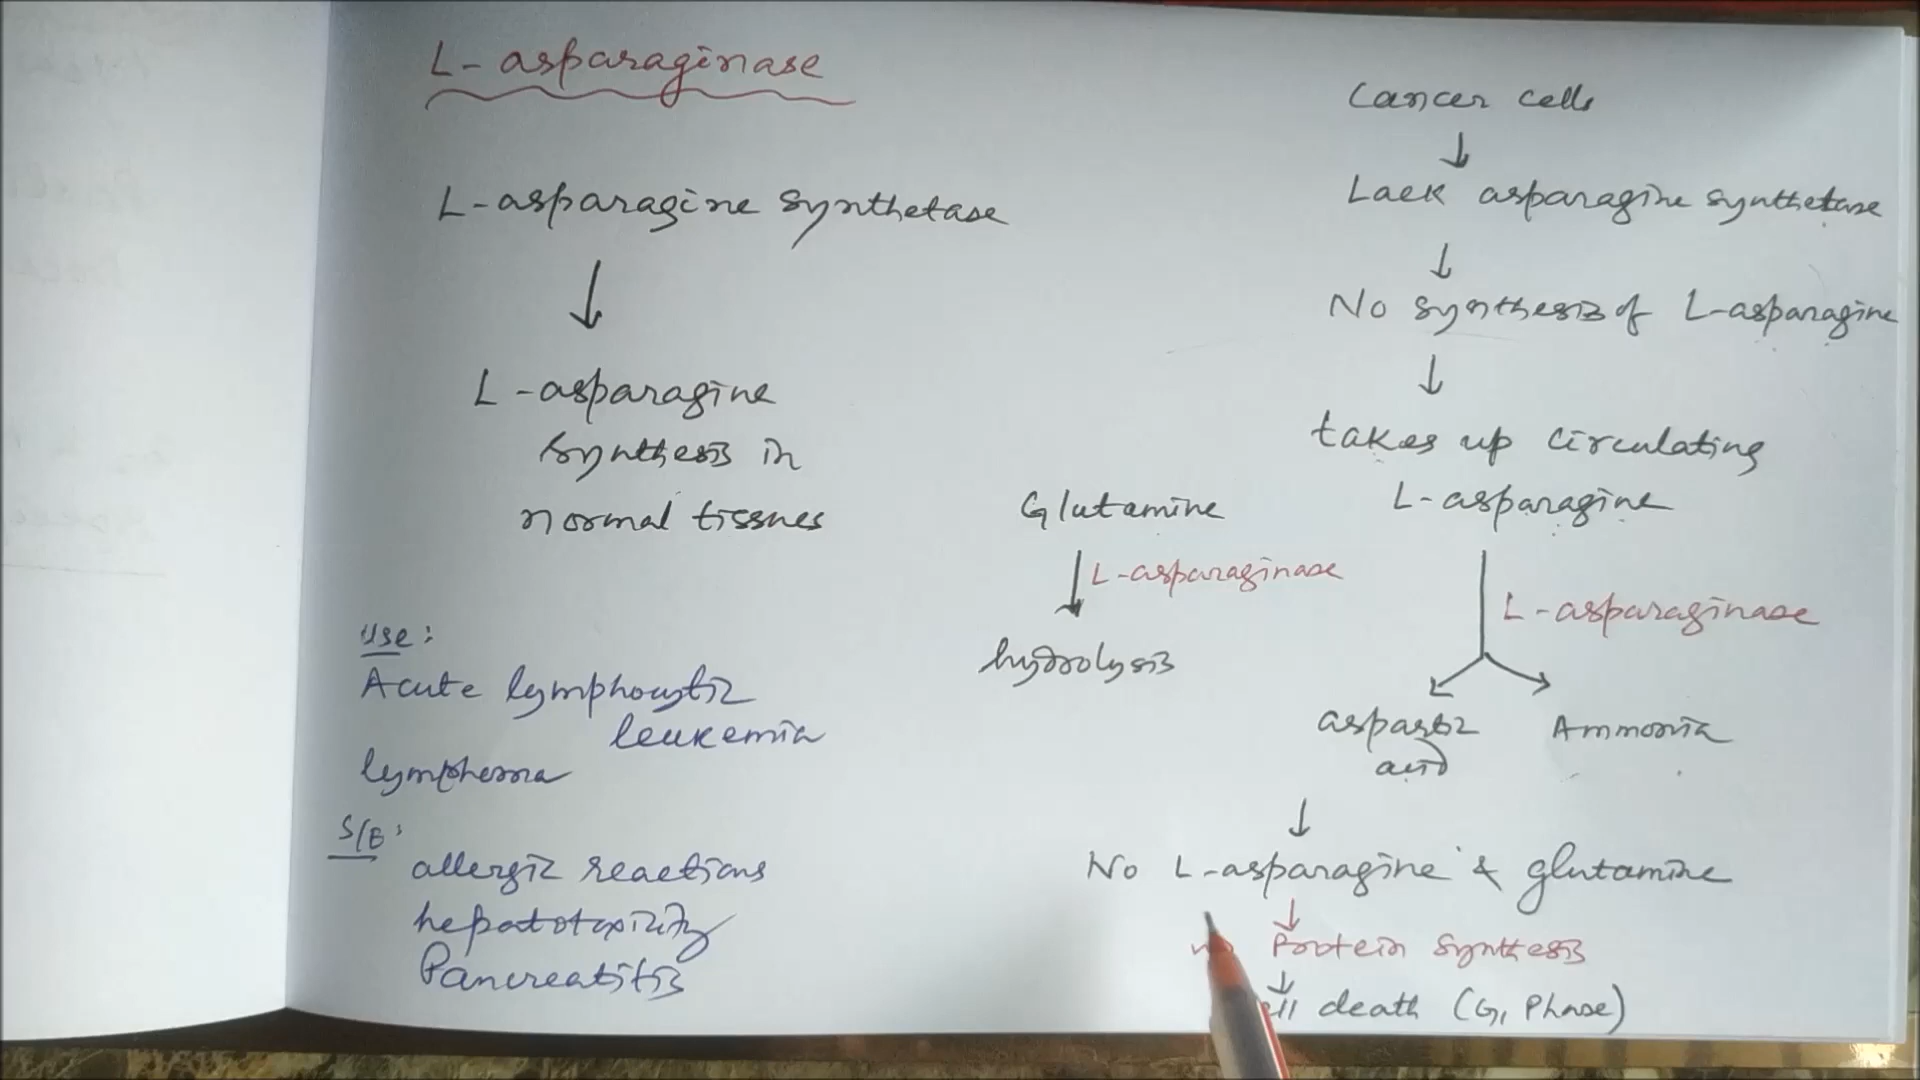 L-asparaginase
L-asparagine synthetase
↓
L-asparagine
synthesis in
normal tissues
Use:
Acute lymphocytic
leukemia
lymphoma
S/E:
allergic reactions
hepatotoxicity
Pancreatitis
Glutamine
↓ L-asparaginase
hydrolysis
Cancer cells
↓
Lack asparagine synthetase
↓
No synthesis of L-asparagine
↓
takes up circulating
L-asparagine
L-asparaginase
aspartic Ammonia
acid
↓
No L-asparagine & glutamine
↓
Protein synthesis
↓
death (G1 Phase)